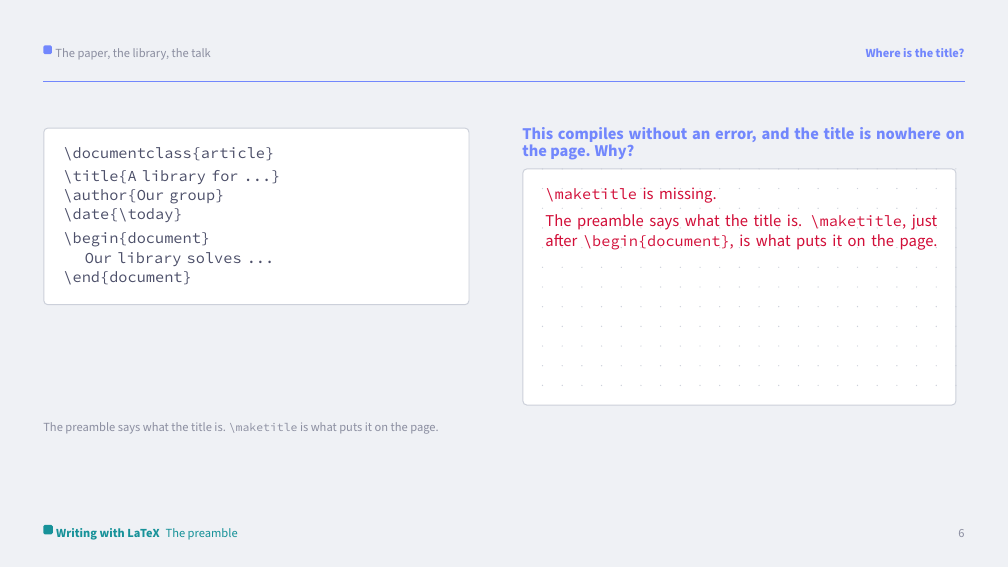 The paper, the library, the talk
Where is the title?
\documentclass{article}
\title{A library for ...}
\author{Our group}
\date{\today}
\begin{document}
Our library solves ...
\end{document}
This compiles without an error, and the title is nowhere on
the page. Why?
\maketitle is missing.
The preamble says what the title is. \maketitle, just
after \begin{document}, is what puts it on the page.
The preamble says what the title is. \maketitle is what puts it on the page.
Writing with LaTeX The preamble
6